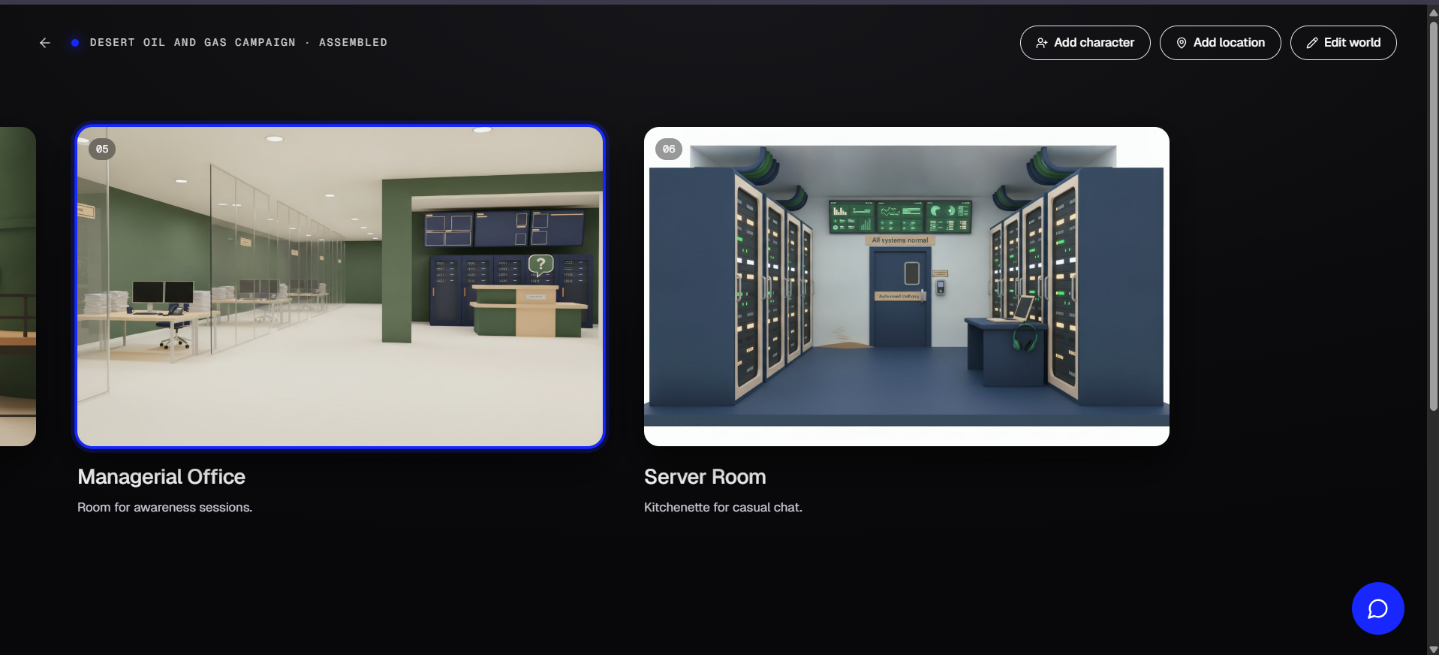 DESERT OIL AND GAS CAMPAIGN · ASSEMBLED
Add character
Add location
Edit world
05
?
06
All systems normal
Managerial Office
Server Room
Room for awareness sessions.
Kitchenette for casual chat.